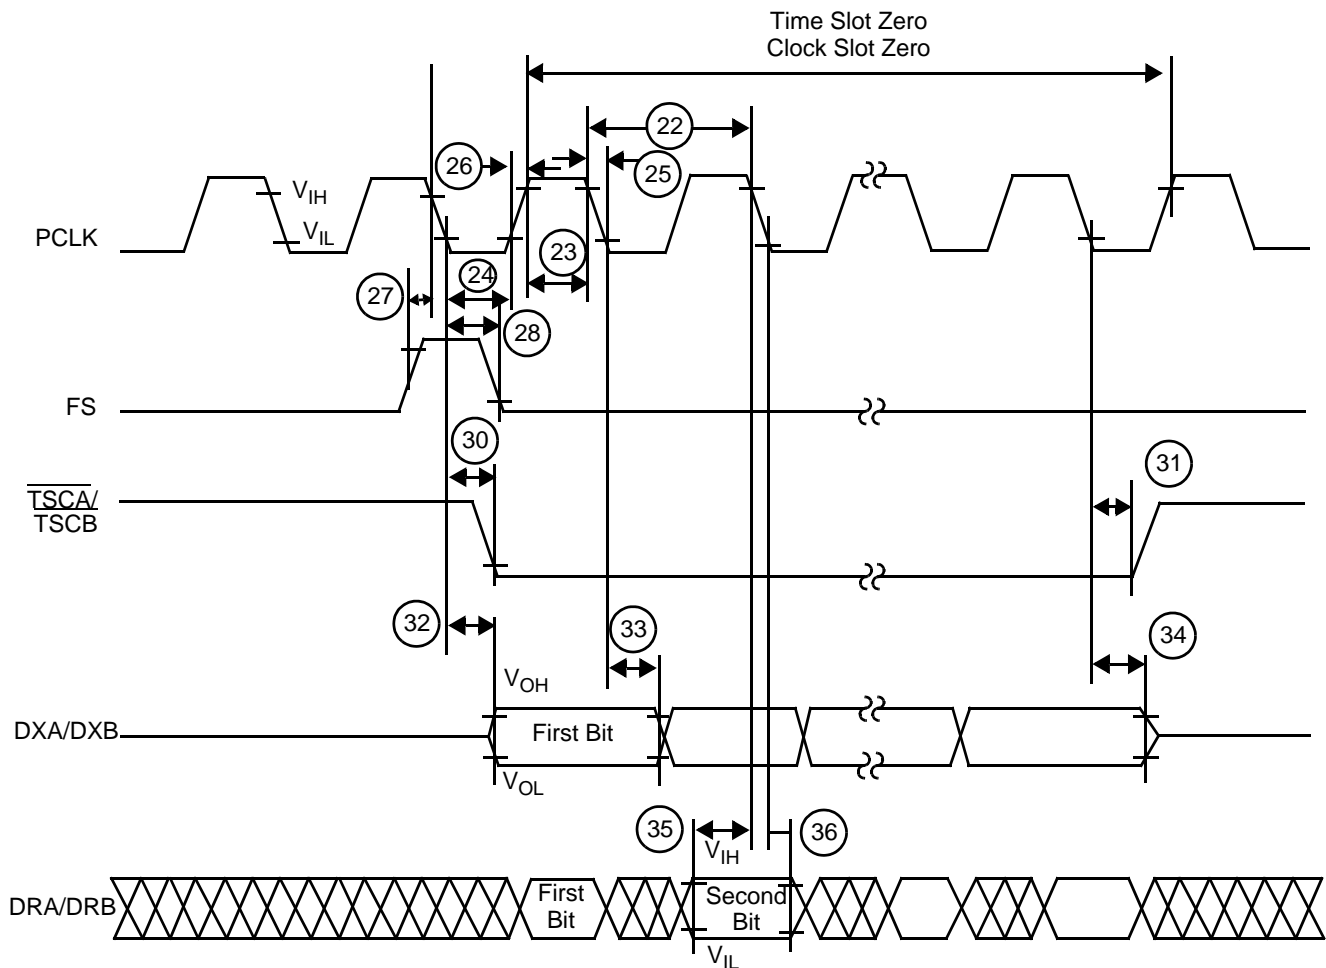 Time Slot Zero
Clock Slot Zero
22
26
25
VIH
VIL
PCLK
23
24
27
28
FS
30
31
TSCA/
TSCB
32
33
34
VOH
DXA/DXB
First Bit
VOL
35
36
VIH
DRA/DRB
First
Bit
Second
Bit
VIL